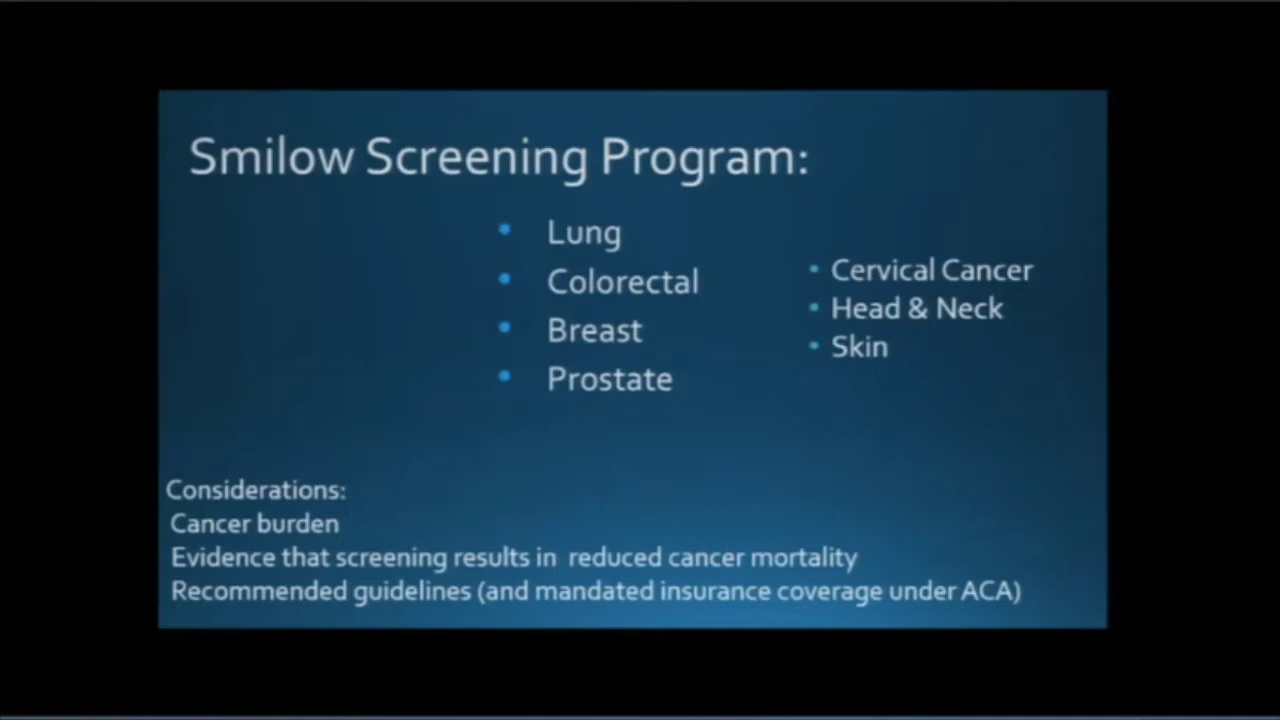 Smilow Screening Program:
• Lung
• Colorectal
• Breast
• Prostate
• Cervical Cancer
• Head & Neck
• Skin
Considerations:
Cancer burden
Evidence that screening results in reduced cancer mortality
Recommended guidelines (and mandated insurance coverage under ACA)